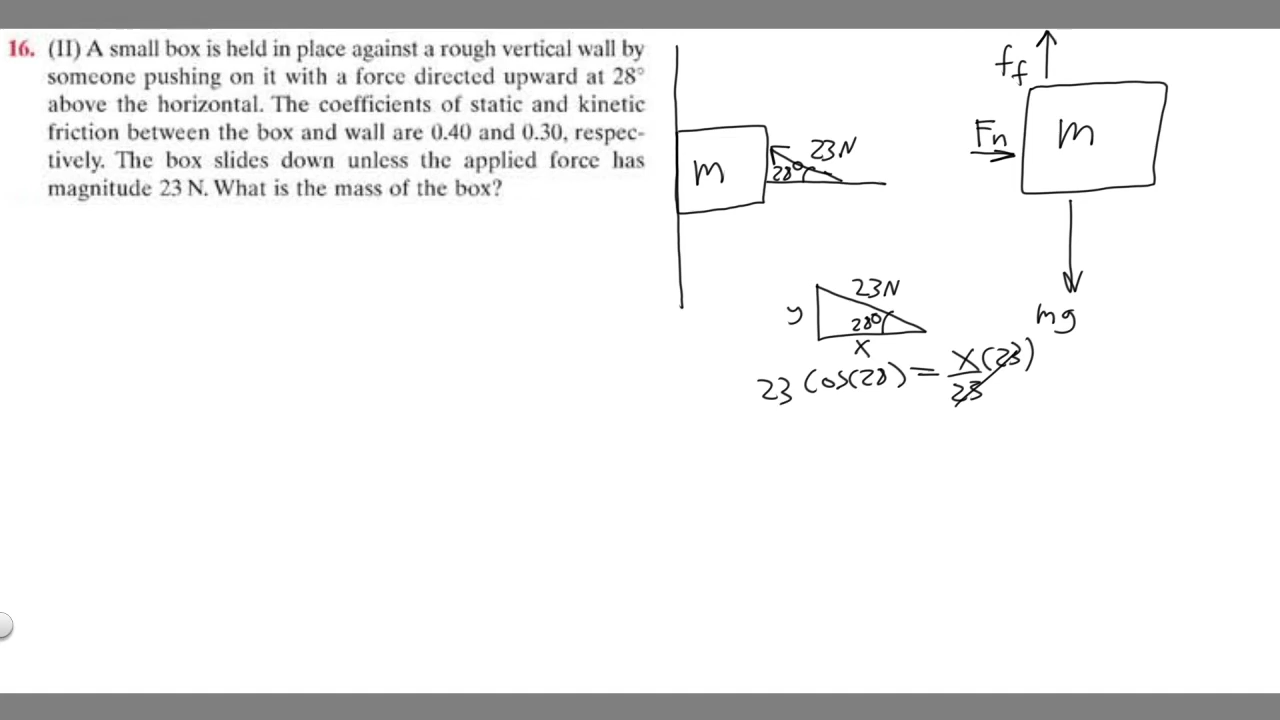 16. (II) A small box is held in place against a rough vertical wall by
someone pushing on it with a force directed upward at 28°
above the horizontal. The coefficients of static and kinetic
friction between the box and wall are 0.40 and 0.30, respec-
tively. The box slides down unless the applied force has
magnitude 23 N. What is the mass of the box?
m
23N
28°
ff
Fn
m
mg
23N
y
28°
x
23 Cos(28) = x(23)
23